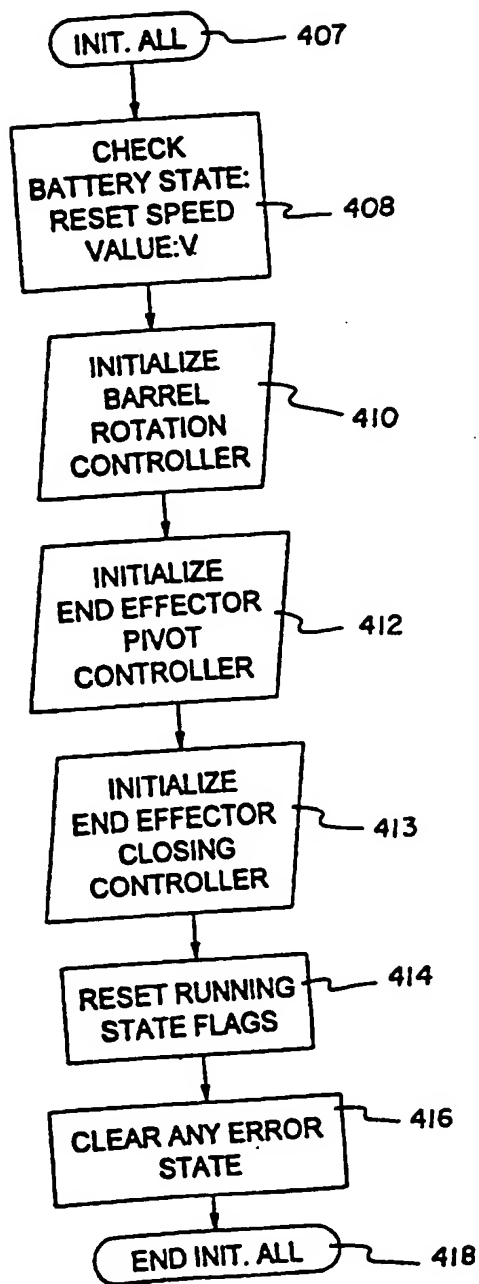 INIT. ALL
407
CHECK
BATTERY STATE:
RESET SPEED
VALUE:V.
408
INITIALIZE
BARREL
ROTATION
CONTROLLER
410
INITIALIZE
END EFFECTOR
PIVOT
CONTROLLER
412
INITIALIZE
END EFFECTOR
CLOSING
CONTROLLER
413
RESET RUNNING
STATE FLAGS
414
CLEAR ANY ERROR
STATE
416
END INIT. ALL
418